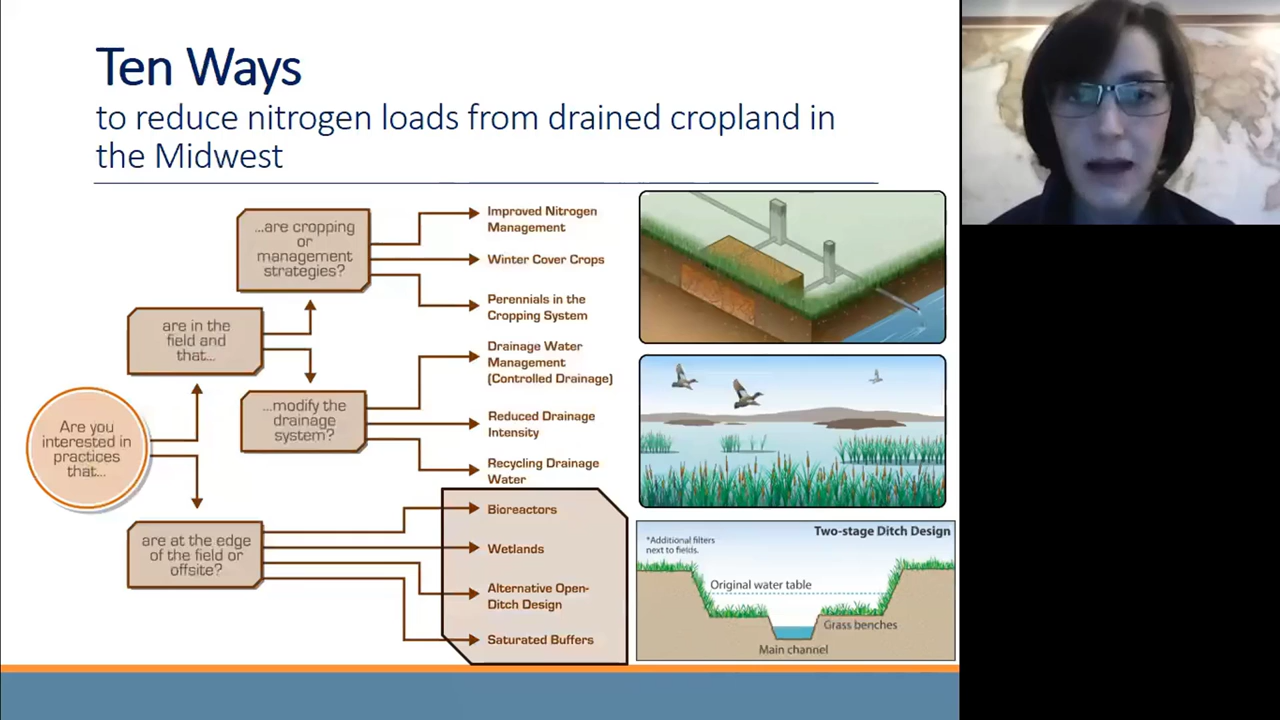 Ten Ways
to reduce nitrogen loads from drained cropland in
the Midwest
Are you
interested in
practices
that...
are in the
field and
that...
...are cropping
or
management
strategies?
Improved Nitrogen
Management
Winter Cover Crops
Perennials in the
Cropping System
...modify the
drainage
system?
Drainage Water
Management
(Controlled Drainage)
Reduced Drainage
Intensity
Recycling Drainage
Water
are at the edge
of the field or
offsite?
Bioreactors
Wetlands
Alternative Open-
Ditch Design
Saturated Buffers
Two-stage Ditch Design
*Additional filters
next to fields.
Original water table
Grass benches
Main channel